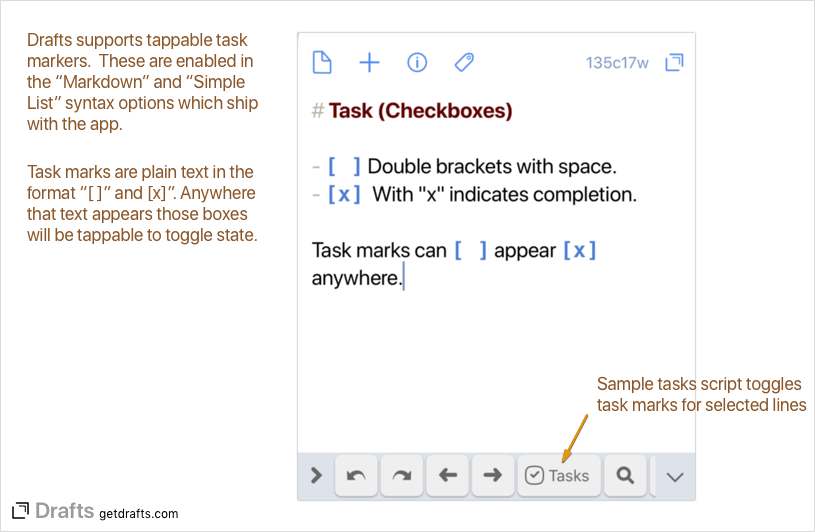 Drafts supports tappable task
markers.  These are enabled in
the “Markdown” and “Simple
List” syntax options which ship
with the app.
Task marks are plain text in the
format “[ ]” and [x]”. Anywhere
that text appears those boxes
will be tappable to toggle state.
135c17w
# Task (Checkboxes)
- [ ] Double brackets with space.
- [x] With "x" indicates completion.
Task marks can [ ] appear [x]
anywhere.
Sample tasks script toggles
task marks for selected lines
Tasks
Drafts getdrafts.com